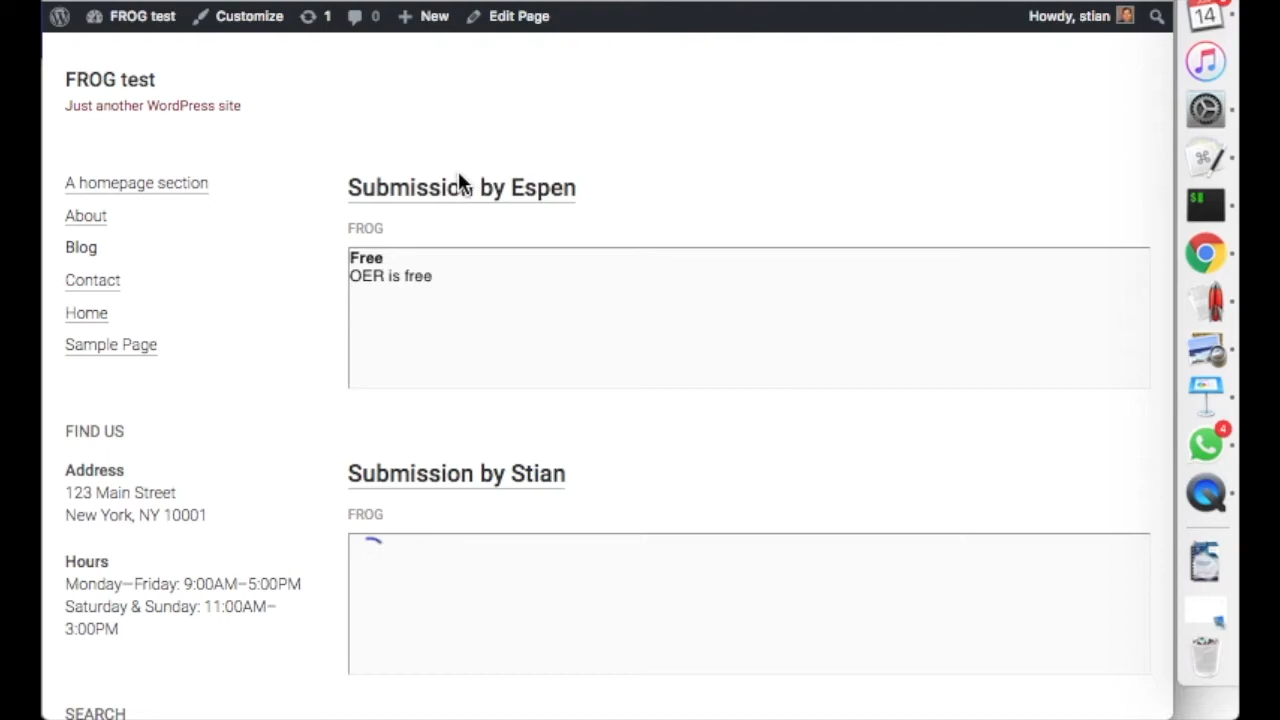 FROG test
Customize
1
0
New
Edit Page
Howdy, stian
14
FROG test
Just another WordPress site
A homepage section
About
Blog
Contact
Home
Sample Page
FIND US
Address
123 Main Street
New York, NY 10001
Hours
Monday—Friday: 9:00AM–5:00PM
Saturday & Sunday: 11:00AM–
3:00PM
SEARCH
Submission by Espen
FROG
Free
OER is free
Submission by Stian
FROG
4